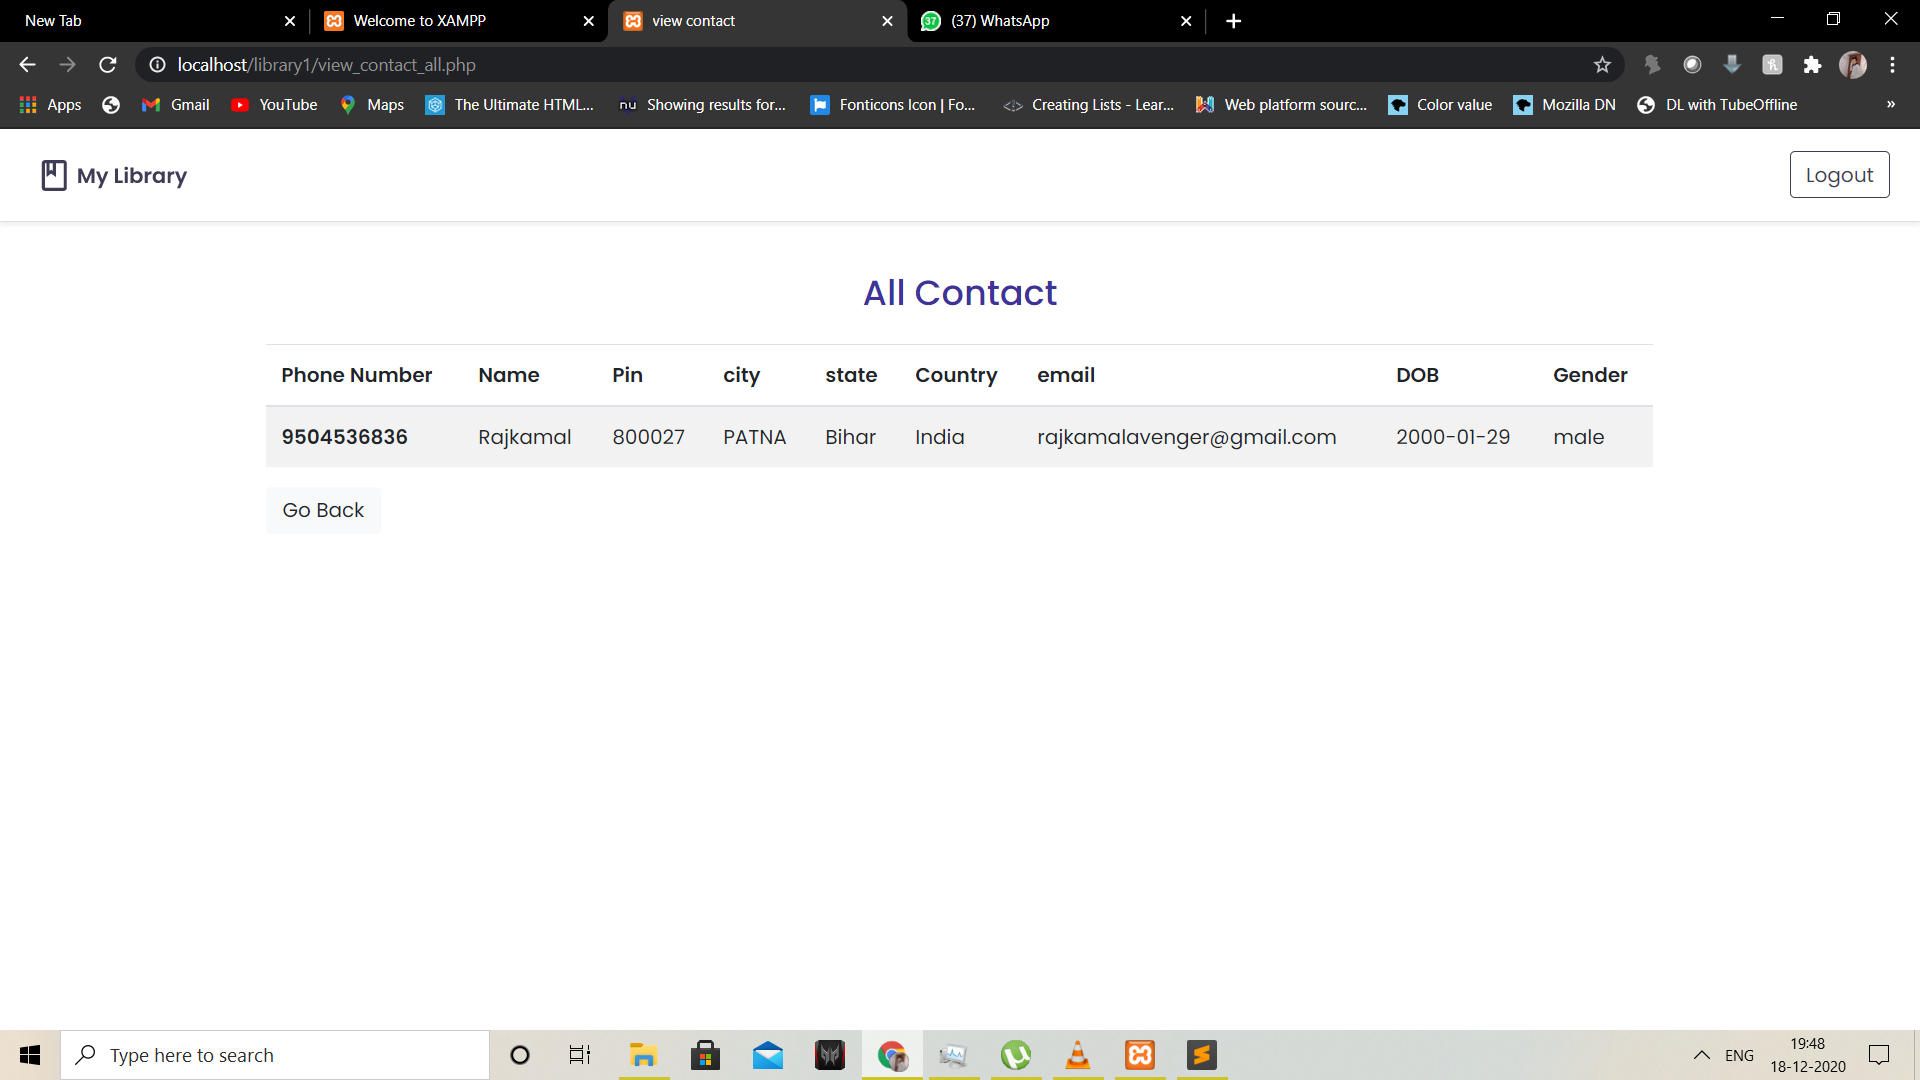 New Tab
Welcome to XAMPP
view contact
37 (37) WhatsApp
localhost/library1/view_contact_all.php
Apps Gmail YouTube Maps The Ultimate HTML... nu Showing results for... Fonticons Icon | Fo... Creating Lists - Lear... Web platform sourc... Color value Mozilla DN DL with TubeOffline »
My Library
Logout
All Contact
Phone Number Name Pin city state Country email DOB Gender
9504536836 Rajkamal 800027 PATNA Bihar India rajkamalavenger@gmail.com 2000-01-29 male
Go Back
Type here to search
ENG
19:48
18-12-2020